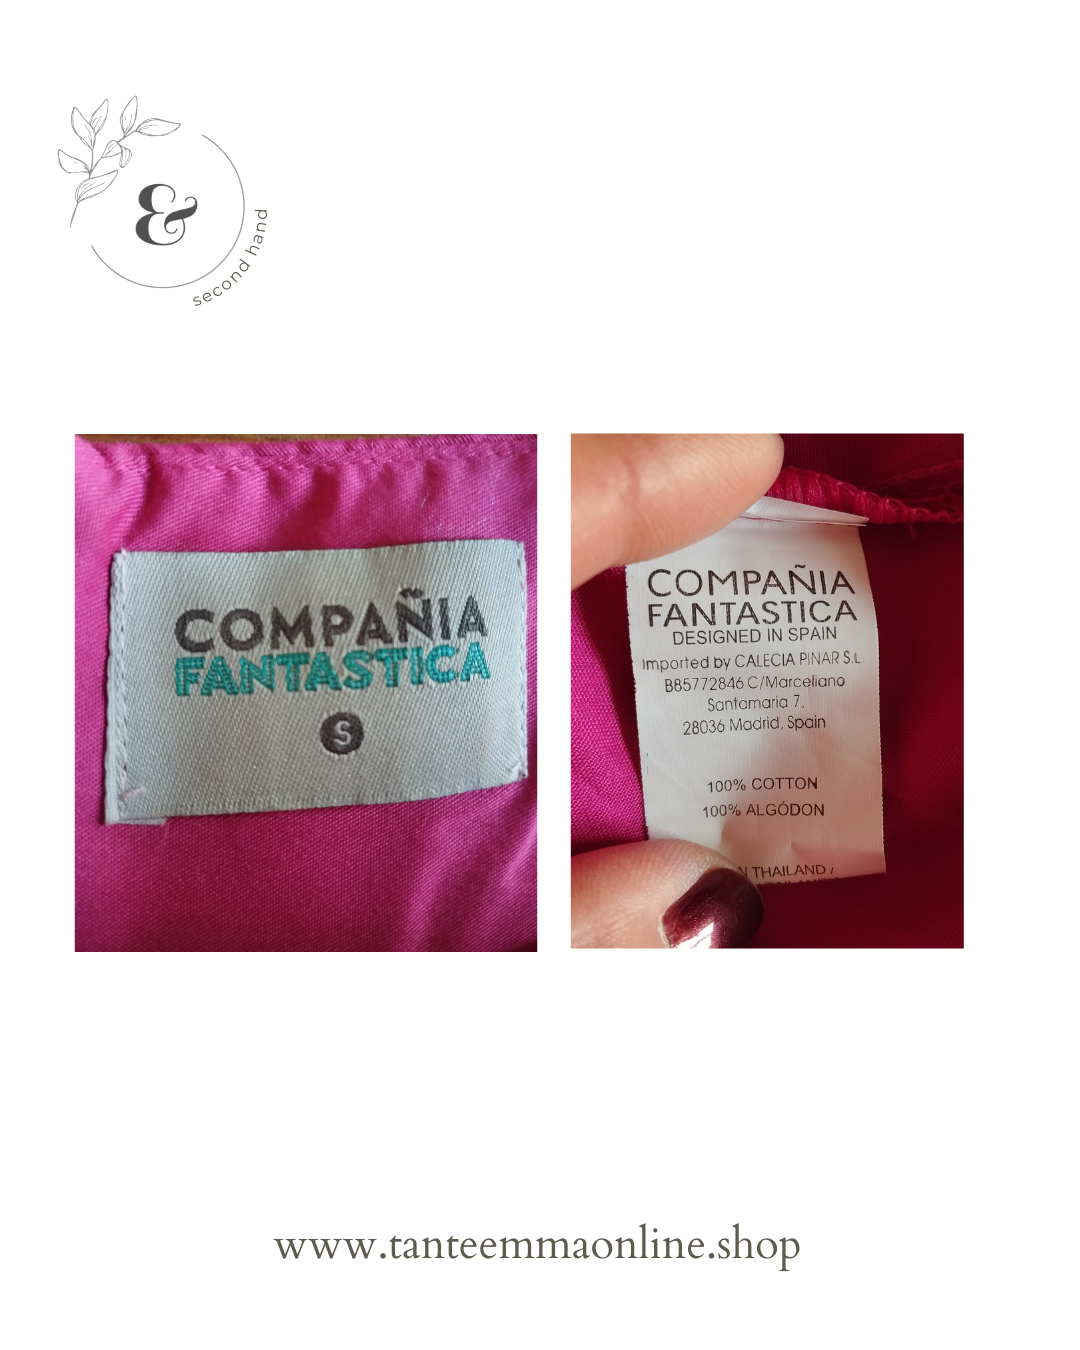 &
second hand
COMPAÑIA
FANTASTICA
S
COMPAÑIA
FANTASTICA
DESIGNED IN SPAIN
Imported by CALECIA PINAR S.L.
B85772846 C/Marceliano
Santamaria 7,
28036 Madrid, Spain
100% COTTON
100% ALGÓDON
THAILAND /
www.tanteemmaonline.shop